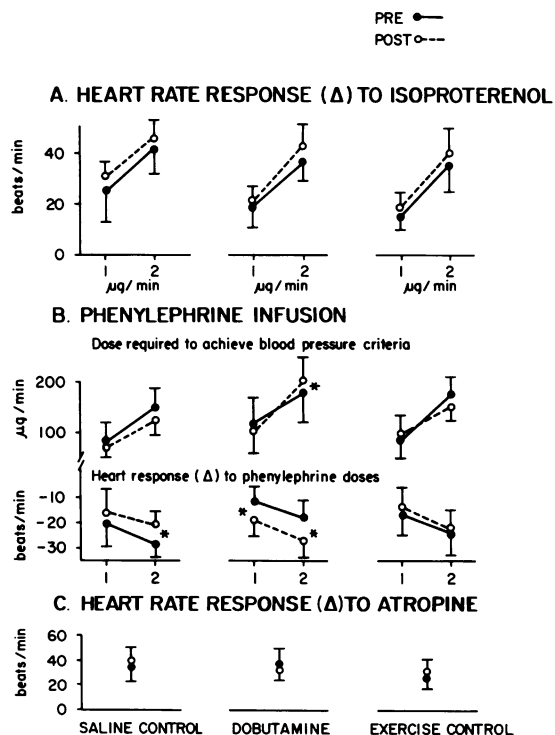 PRE
POST
A. HEART RATE RESPONSE (Δ) TO ISOPROTERENOL
beats/min
40
20
0
1 2 1 2 1 2
μg/min μg/min μg/min
B. PHENYLEPHRINE INFUSION
Dose required to achieve blood pressure criteria
μg/min
200
100
*
Heart response (Δ) to phenylephrine doses
beats/min
-10
-20
-30
* * *
1 2 1 2 1 2
C. HEART RATE RESPONSE (Δ) TO ATROPINE
beats/min
60
40
20
0
SALINE CONTROL DOBUTAMINE EXERCISE CONTROL